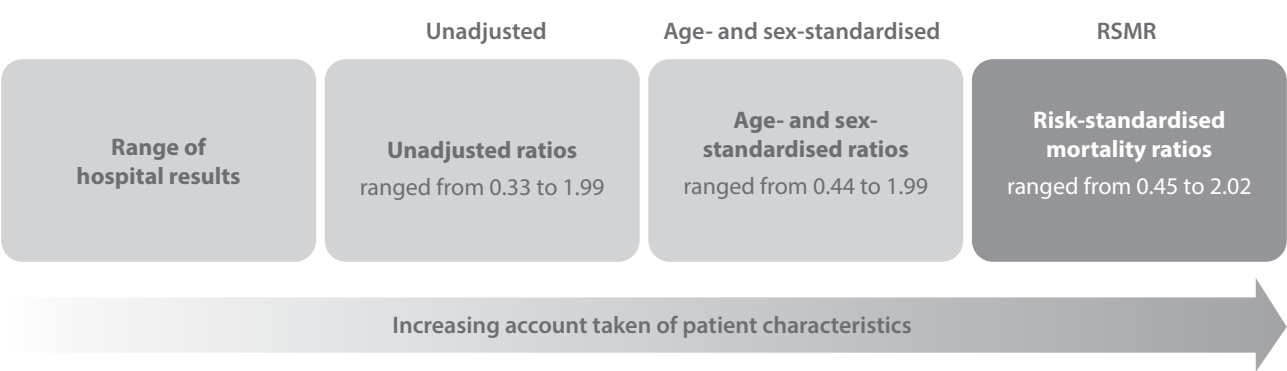 Unadjusted
Age- and sex-standardised
RSMR
Range of
hospital results
Unadjusted ratios
ranged from 0.33 to 1.99
Age- and sex-
standardised ratios
ranged from 0.44 to 1.99
Risk-standardised
mortality ratios
ranged from 0.45 to 2.02
Increasing account taken of patient characteristics